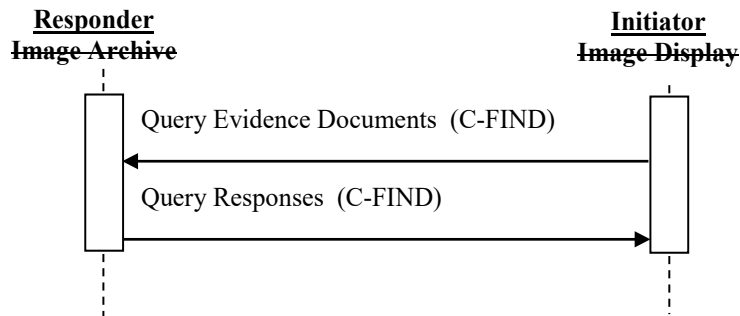 Responder
Image Archive
Initiator
Image Display
Query Evidence Documents (C-FIND)
Query Responses (C-FIND)